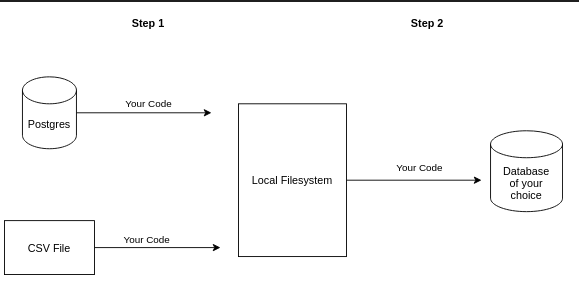 Step 1
Step 2
Your Code
Postgres
Your Code
Local Filesystem
Database
of your
choice
Your Code
CSV File